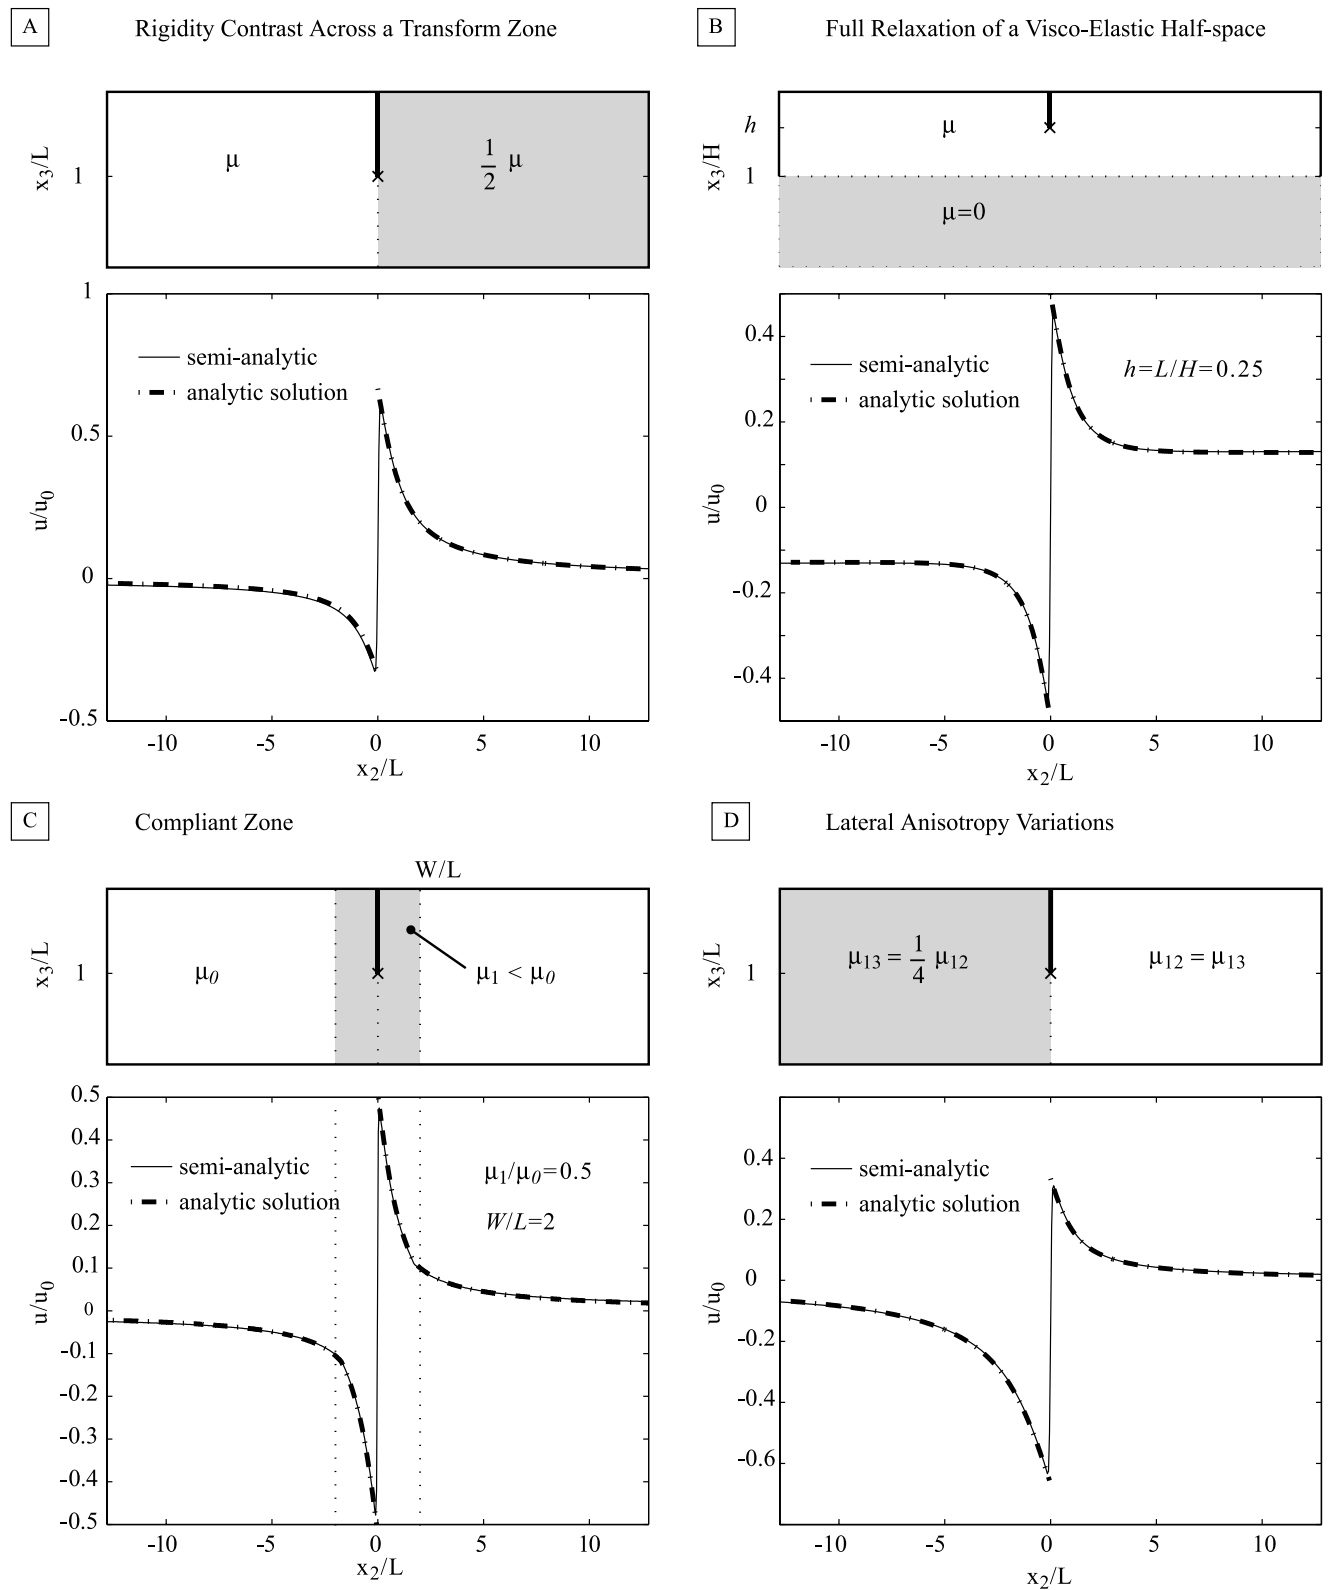 A Rigidity Contrast Across a Transform Zone
x3/L
1
μ
1/2 μ
1
0.5
0
-0.5
u/u0
semi-analytic
analytic solution
-10 -5 0 5 10
x2/L
B Full Relaxation of a Visco-Elastic Half-space
x3/H
h
1
μ
μ=0
0.4
0.2
0
-0.2
-0.4
u/u0
semi-analytic
analytic solution
h=L/H=0.25
-10 -5 0 5 10
x2/L
C Compliant Zone
W/L
x3/L
1
μ0
μ1 < μ0
0.5
0.4
0.3
0.2
0.1
0
-0.1
-0.2
-0.3
-0.4
-0.5
u/u0
semi-analytic
analytic solution
μ1/μ0=0.5
W/L=2
-10 -5 0 5 10
x2/L
D Lateral Anisotropy Variations
x3/L
1
μ13 = 1/4 μ12
μ12 = μ13
0.4
0.2
0
-0.2
-0.4
-0.6
u/u0
semi-analytic
analytic solution
-10 -5 0 5 10
x2/L